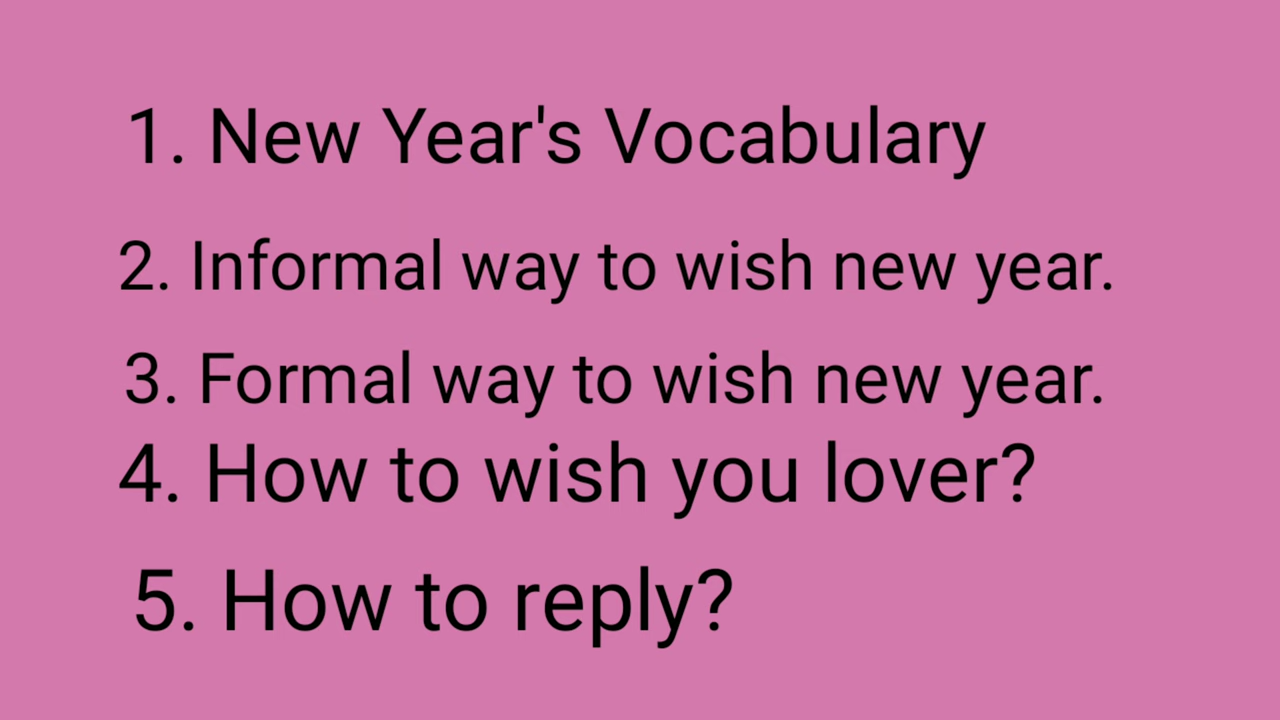 1. New Year's Vocabulary
2. Informal way to wish new year.
3. Formal way to wish new year.
4. How to wish you lover?
5. How to reply?